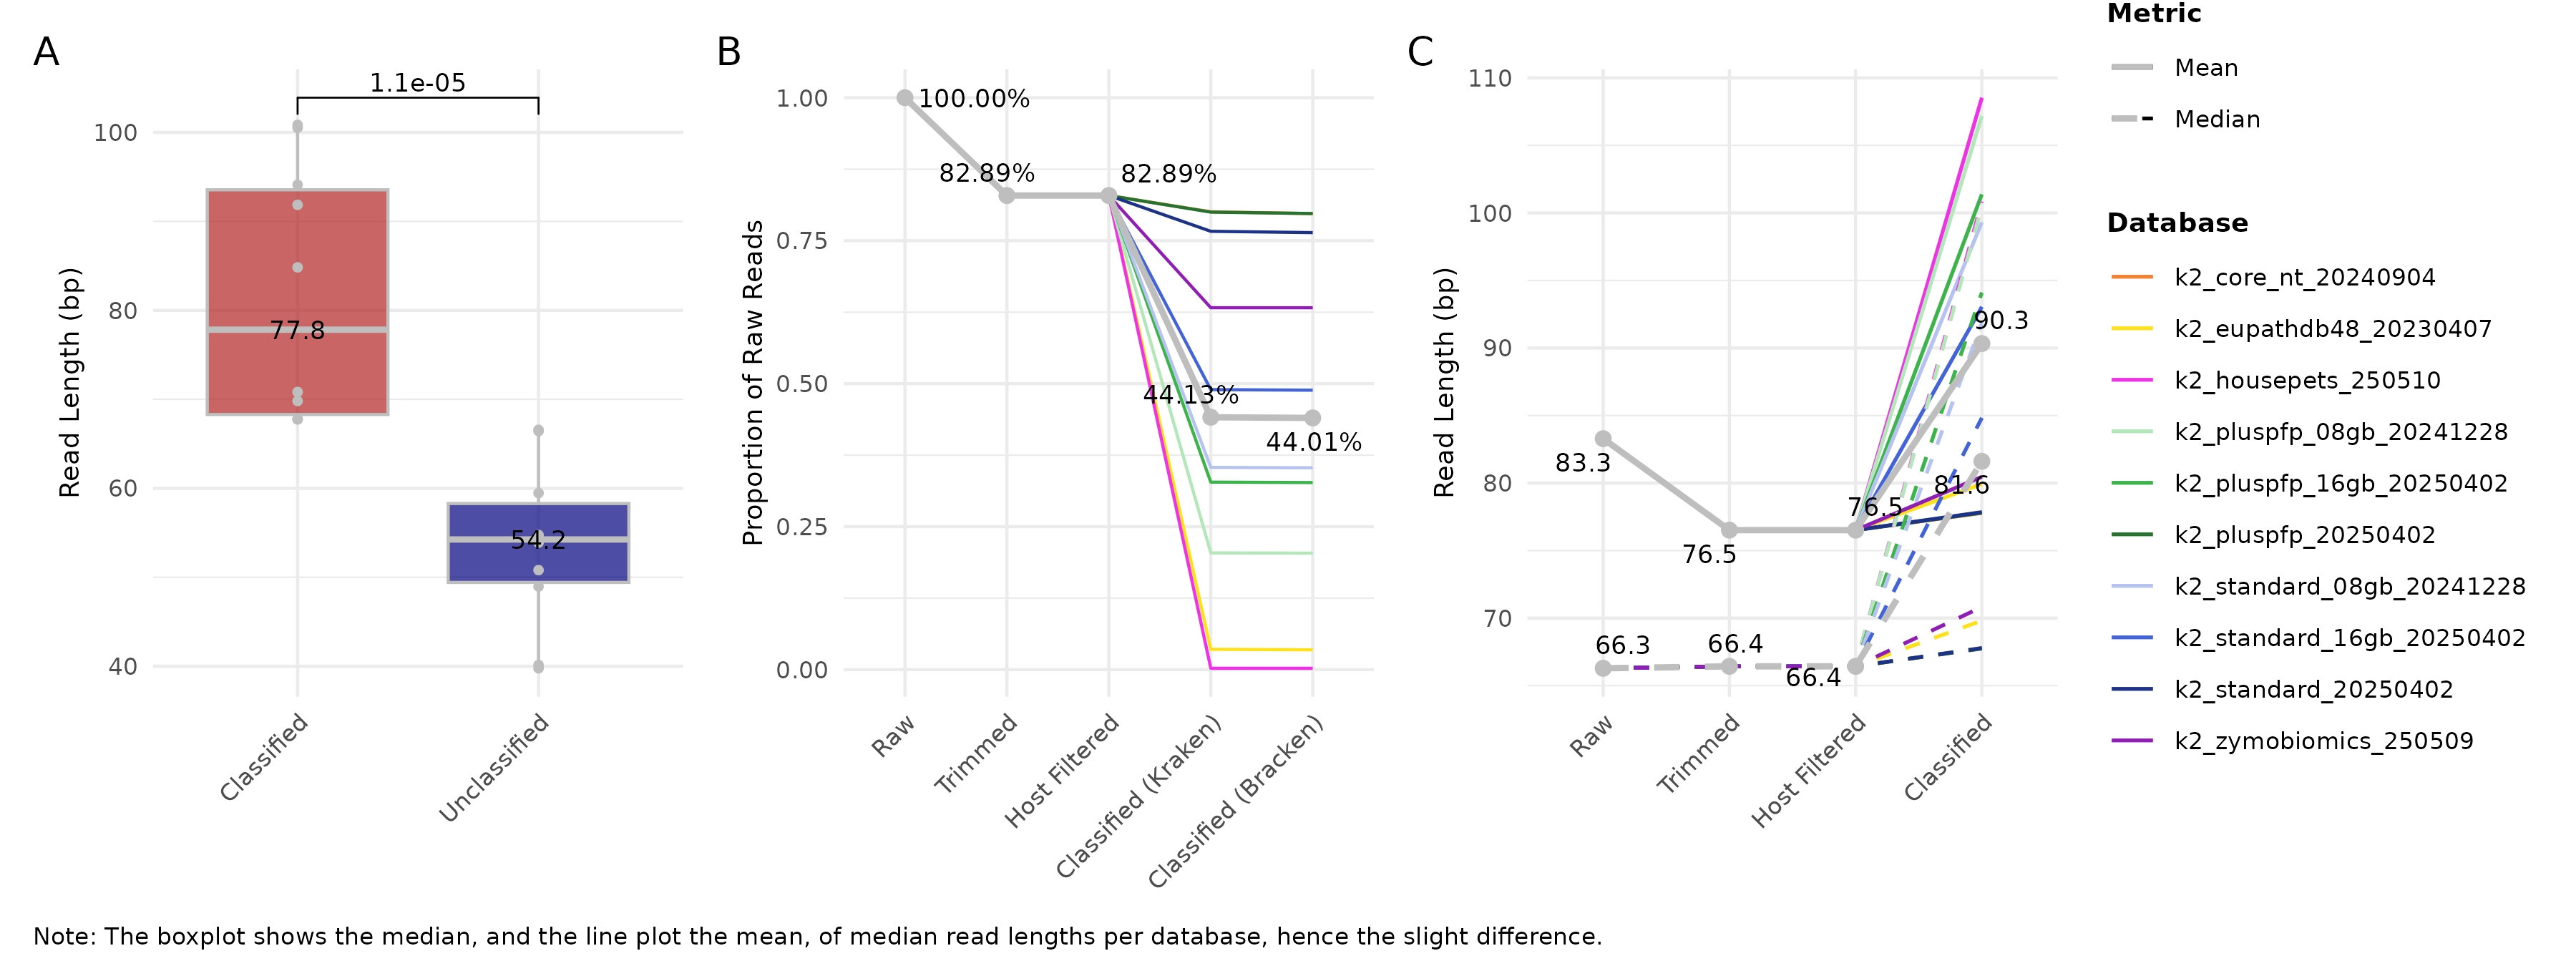 A
1.1e-05
Read Length (bp)
100
80
60
40
77.8
54.2
Classified
Unclassified
B
Proportion of Raw Reads
1.00
0.75
0.50
0.25
0.00
100.00%
82.89%
82.89%
44.13%
44.01%
Raw
Trimmed
Host Filtered
Classified (Kraken)
Classified (Bracken)
C
Read Length (bp)
110
100
90
80
70
83.3
76.5
76.5
90.3
81.6
66.3
66.4
66.4
Raw
Trimmed
Host Filtered
Classified
Metric
Mean
Median
Database
k2_core_nt_20240904
k2_eupathdb48_20230407
k2_housepets_250510
k2_pluspfp_08gb_20241228
k2_pluspfp_16gb_20250402
k2_pluspfp_20250402
k2_standard_08gb_20241228
k2_standard_16gb_20250402
k2_standard_20250402
k2_zymobiomics_250509
Note: The boxplot shows the median, and the line plot the mean, of median read lengths per database, hence the slight difference.